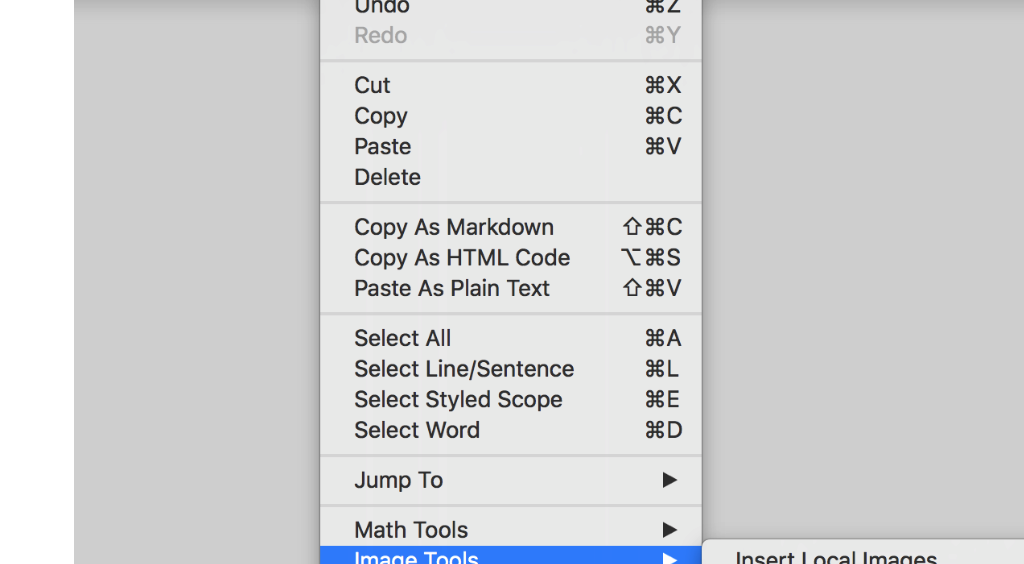 Undo ⌘Z
Redo ⌘Y
Cut ⌘X
Copy ⌘C
Paste ⌘V
Delete
Copy As Markdown ⇧⌘C
Copy As HTML Code ⌥⌘S
Paste As Plain Text ⇧⌘V
Select All ⌘A
Select Line/Sentence ⌘L
Select Styled Scope ⌘E
Select Word ⌘D
Jump To ▶
Math Tools ▶
Image Tools ▶
Insert Local Images